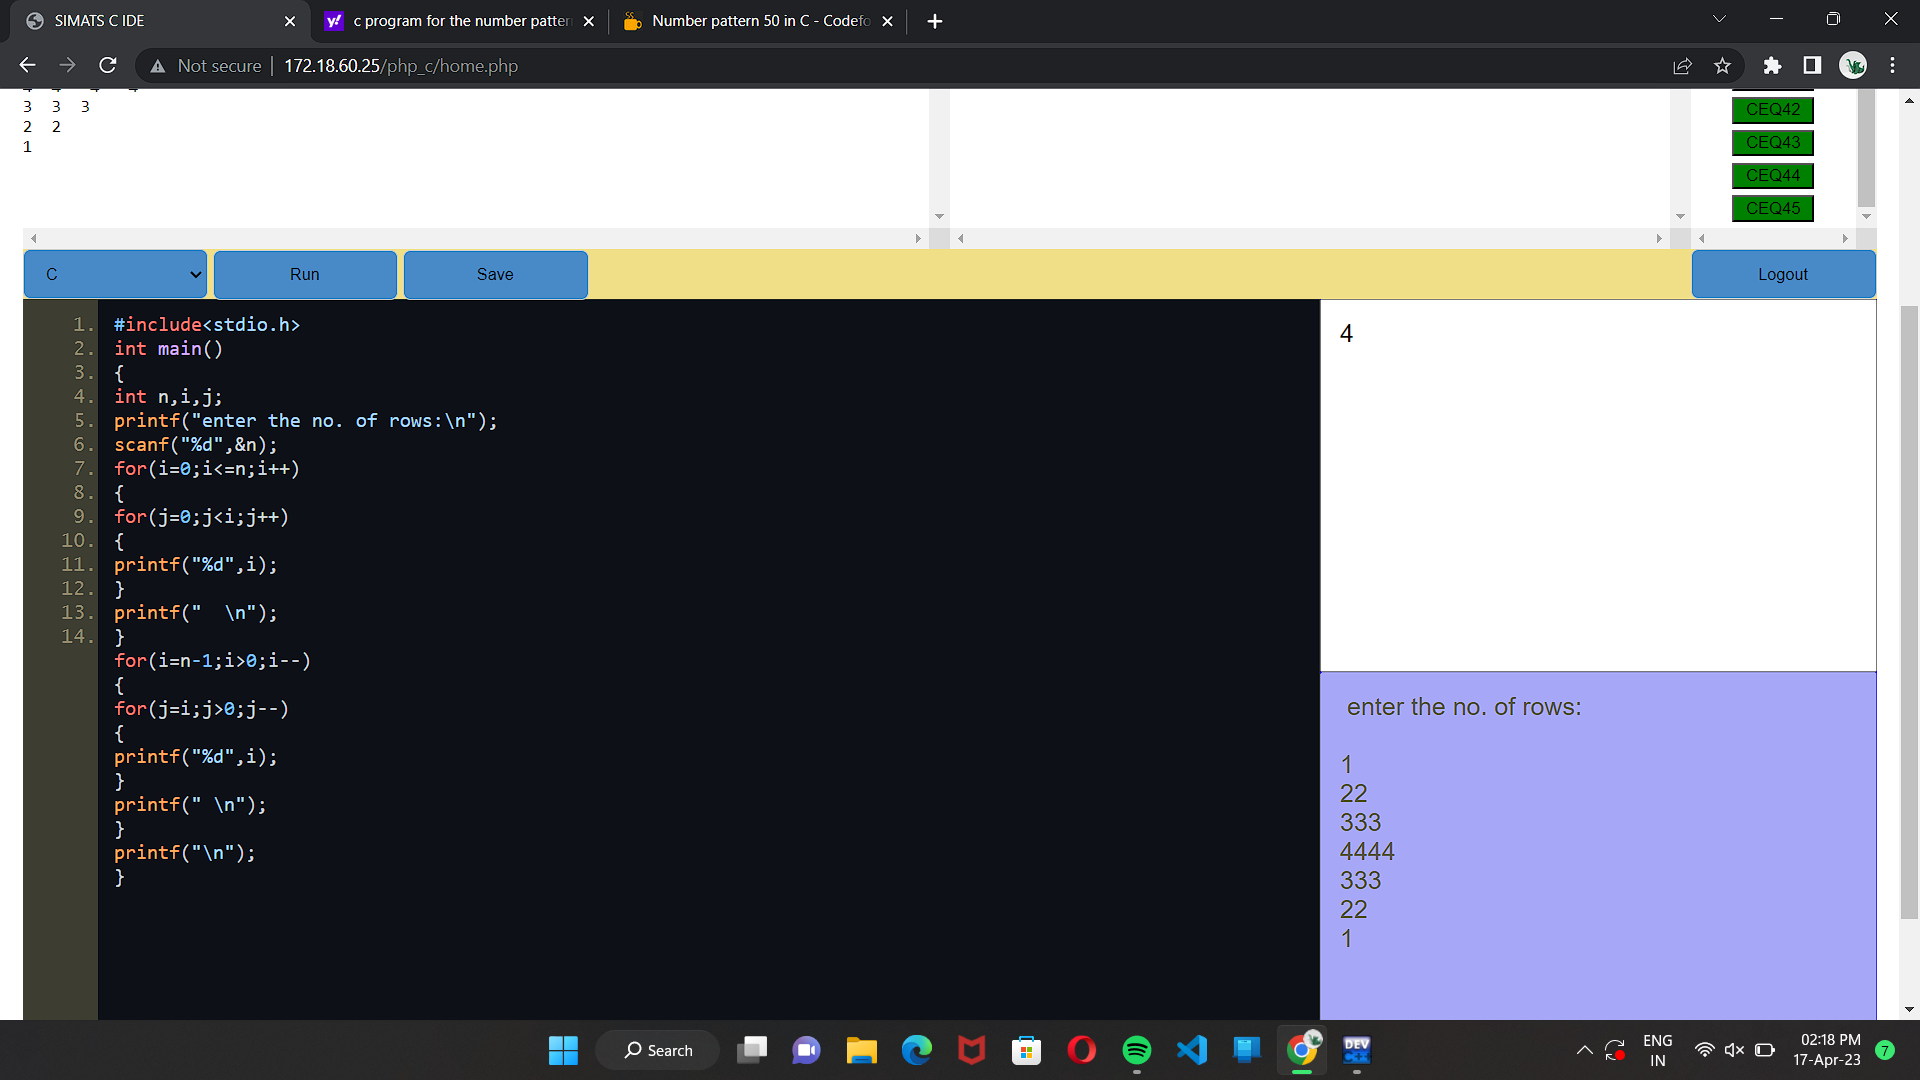 SIMATS C IDE
c program for the number patter
Number pattern 50 in C - Codefo
Not secure
172.18.60.25/php_c/home.php
3 3 3
2 2
1
CEQ42
CEQ43
CEQ44
CEQ45
C
Run
Save
Logout
1. #include<stdio.h>
2. int main()
3. {
4. int n,i,j;
5. printf("enter the no. of rows:\n");
6. scanf("%d",&n);
7. for(i=0;i<=n;i++)
8. {
9. for(j=0;j<i;j++)
10. {
11. printf("%d",i);
12. }
13. printf("  \n");
14. }
for(i=n-1;i>0;i--)
{
for(j=i;j>0;j--)
{
printf("%d",i);
}
printf(" \n");
}
printf("\n");
}
4
enter the no. of rows:
1
22
333
4444
333
22
1
Search
DEV
C++
ENG
IN
02:18 PM
17-Apr-23
7